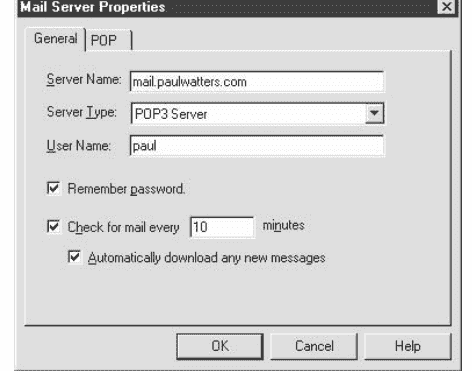 Mail Server Properties
General POP
Server Name: mail.paulwatters.com
Server Type: POP3 Server
User Name: paul
Remember password.
Check for mail every 10 minutes
Automatically download any new messages
OK Cancel Help